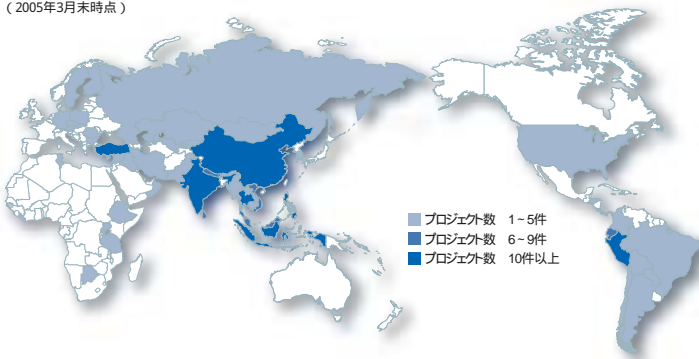 （2005年3月末時点）
プロジェクト数 1~5件
プロジェクト数 6~9件
プロジェクト数 10件以上